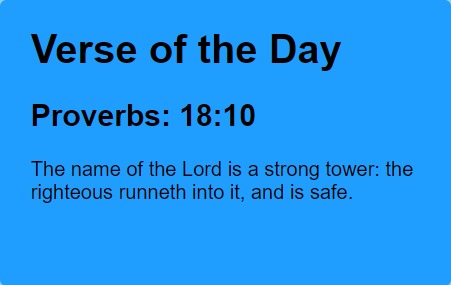 Verse of the Day
Proverbs: 18:10
The name of the Lord is a strong tower: the
righteous runneth into it, and is safe.